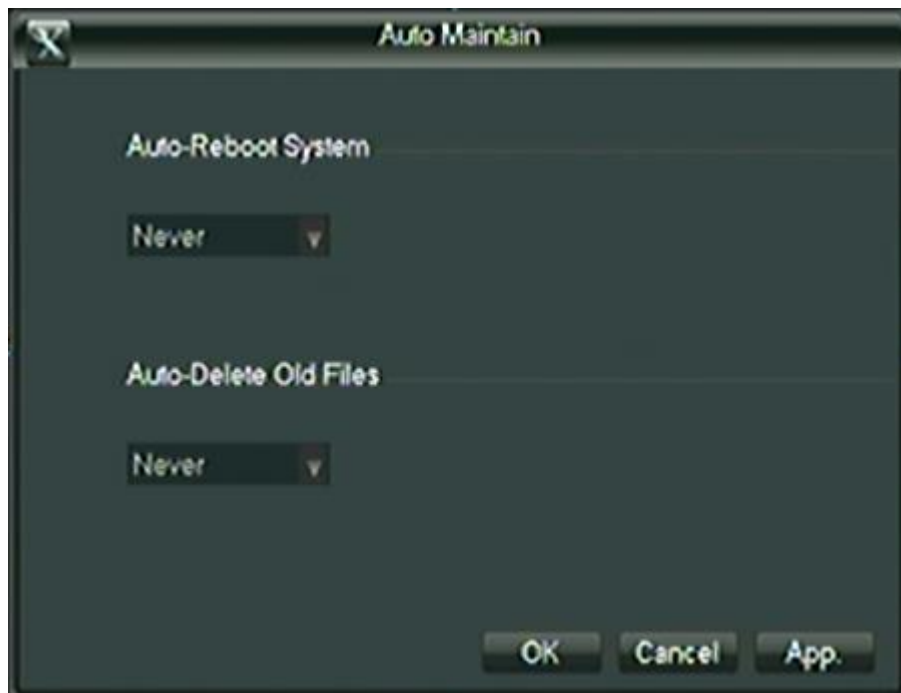 Auto Maintain
Auto-Reboot System
Never
Auto-Delete Old Files
Never
OK Cancel App.